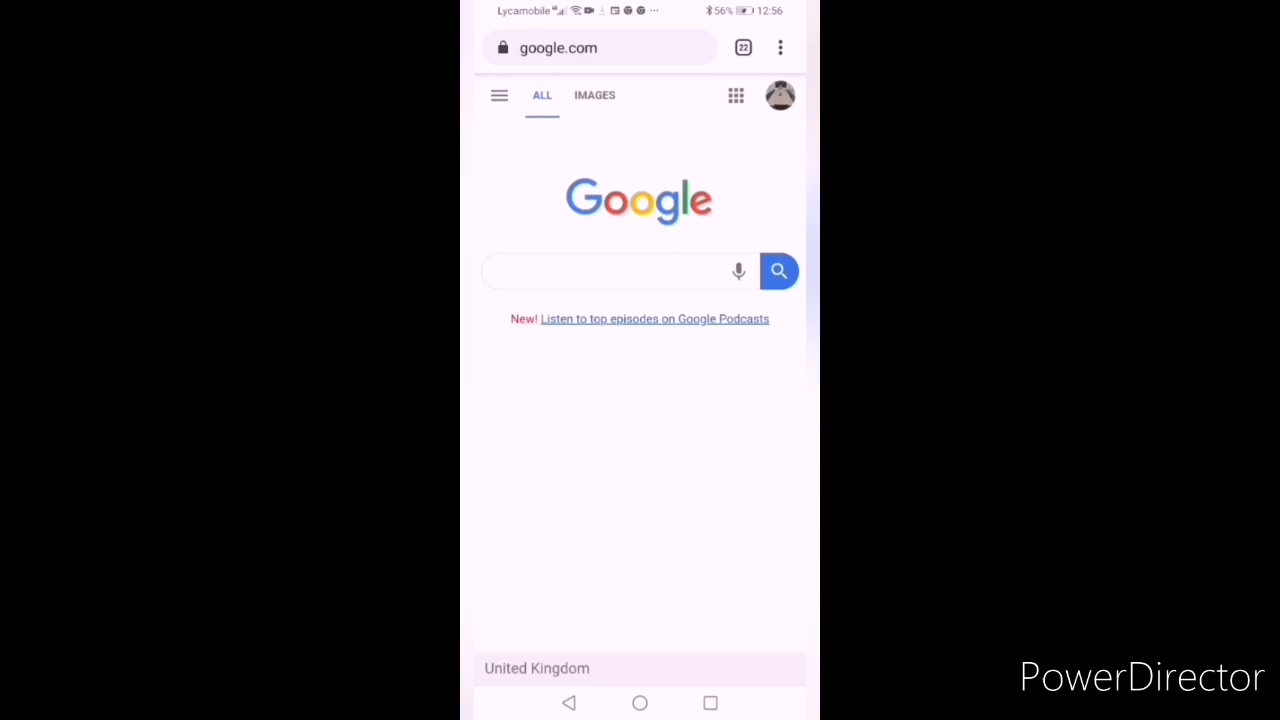 Lycamobile 56% 12:56
google.com 22
ALL IMAGES
Google
New! Listen to top episodes on Google Podcasts
United Kingdom
PowerDirector